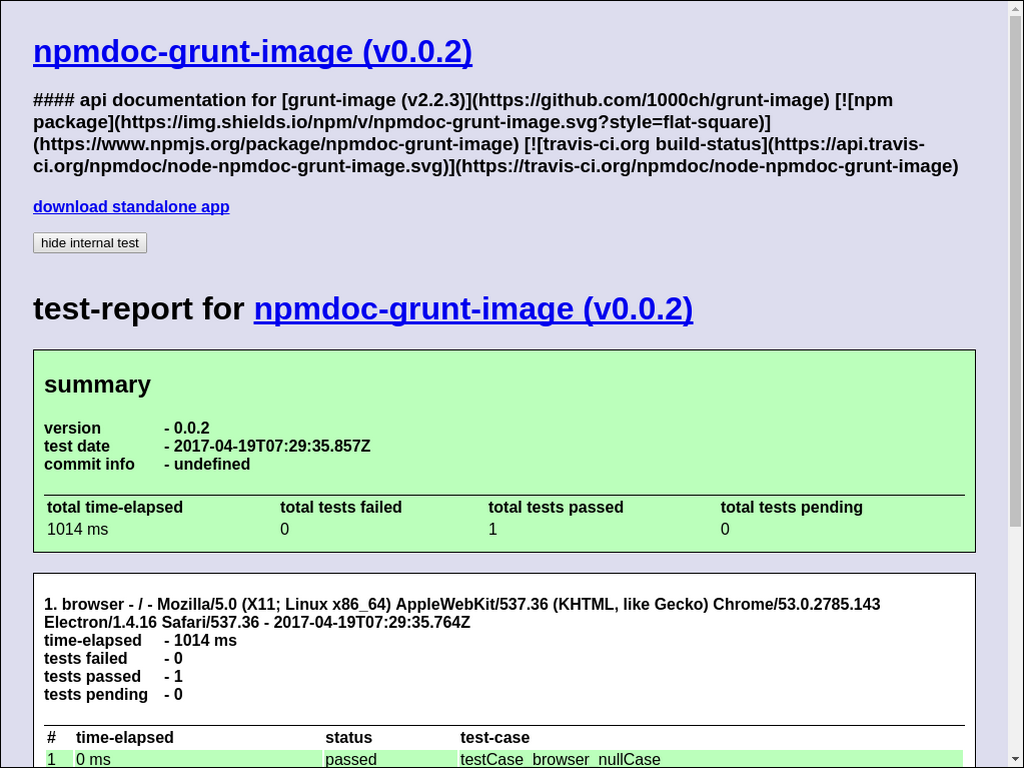 npmdoc-grunt-image (v0.0.2)
#### api documentation for [grunt-image (v2.2.3)](https://github.com/1000ch/grunt-image) [![npm
package](https://img.shields.io/npm/v/npmdoc-grunt-image.svg?style=flat-square)]
(https://www.npmjs.org/package/npmdoc-grunt-image) [![travis-ci.org build-status](https://api.travis-
ci.org/npmdoc/node-npmdoc-grunt-image.svg)](https://travis-ci.org/npmdoc/node-npmdoc-grunt-image)
download standalone app
hide internal test
test-report for npmdoc-grunt-image (v0.0.2)
summary
version - 0.0.2
test date - 2017-04-19T07:29:35.857Z
commit info - undefined
total time-elapsed total tests failed total tests passed total tests pending
1014 ms 0 1 0
1. browser - / - Mozilla/5.0 (X11; Linux x86_64) AppleWebKit/537.36 (KHTML, like Gecko) Chrome/53.0.2785.143
Electron/1.4.16 Safari/537.36 - 2017-04-19T07:29:35.764Z
time-elapsed - 1014 ms
tests failed - 0
tests passed - 1
tests pending - 0
# time-elapsed status test-case
1 0 ms passed testCase_browser_nullCase